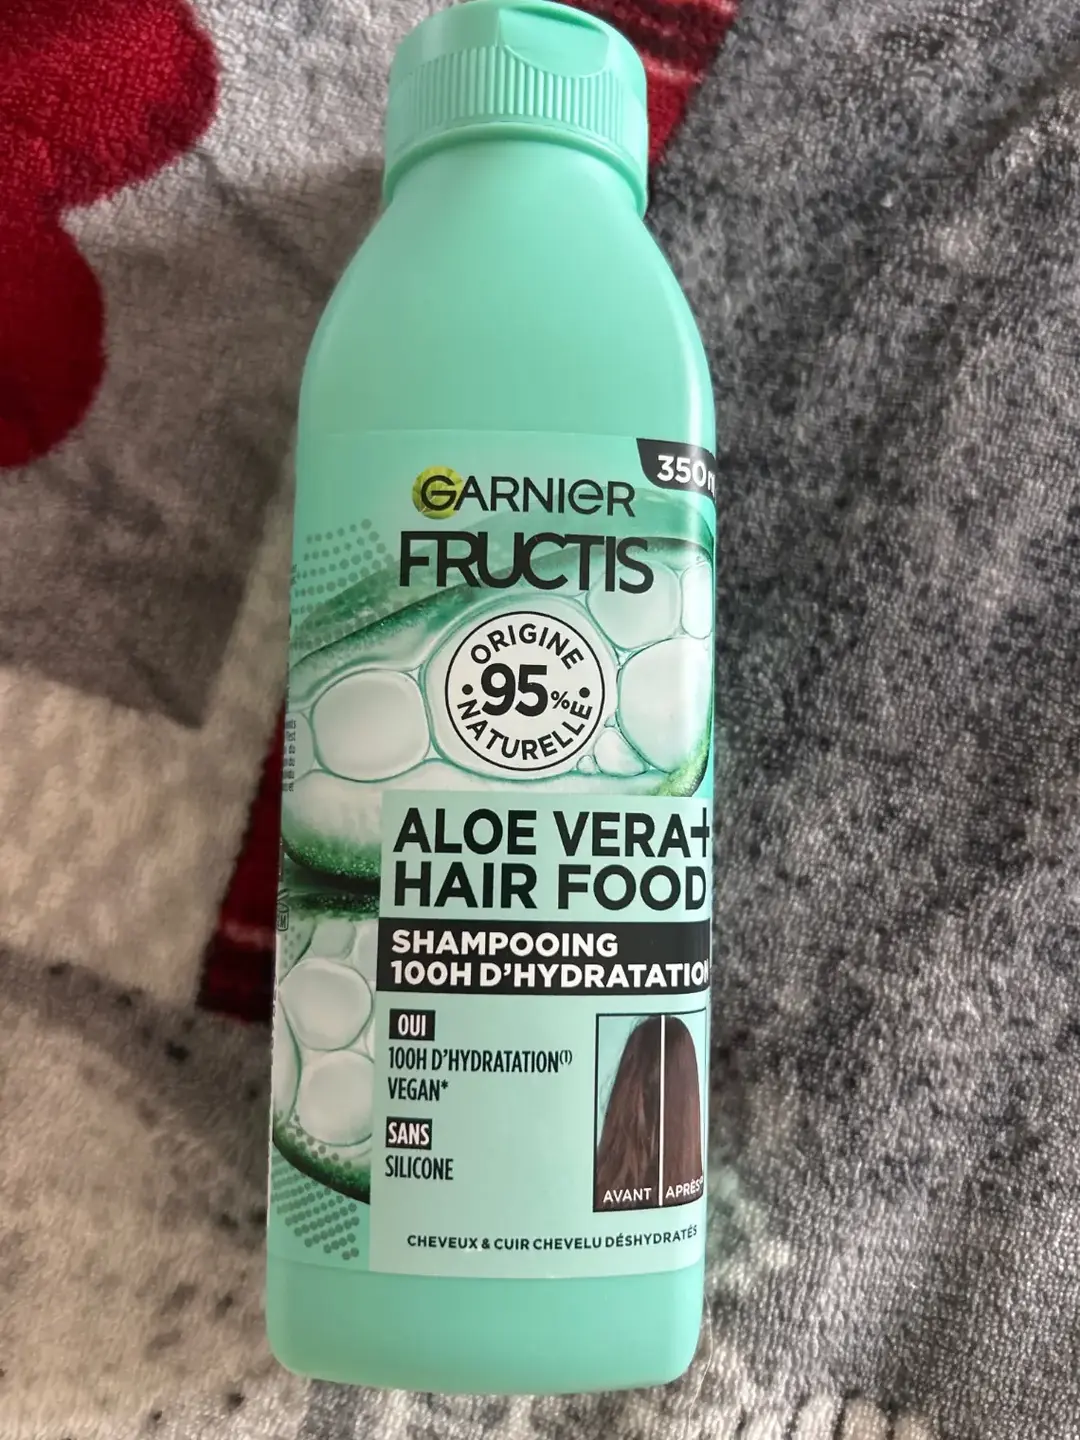 350
GARNIER
FRUCTIS
ORIGINE
95%
NATURELLE
ALOE VERA+
HAIR FOOD
SHAMPOOING
100H D'HYDRATATION
OUI
100H D'HYDRATATION(1)
VEGAN*
SANS
SILICONE
AVANT
APRÈS
CHEVEUX & CUIR CHEVELU DÉSHYDRATÉS